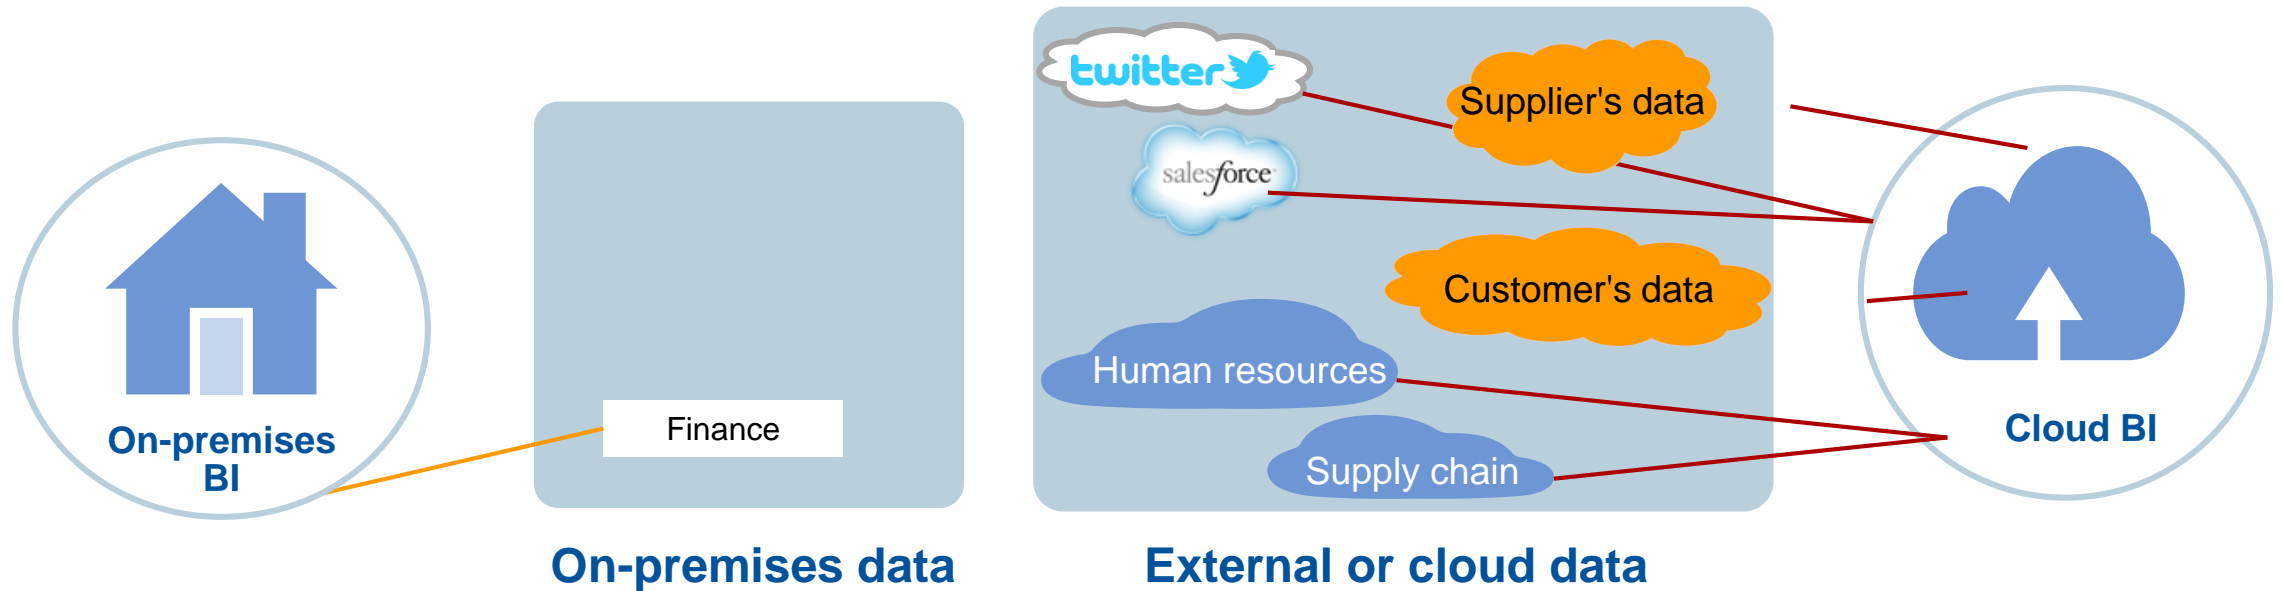 On-premises
BI
Finance
On-premises data
twitter
Supplier's data
salesforce
Customer's data
Human resources
Supply chain
External or cloud data
Cloud BI